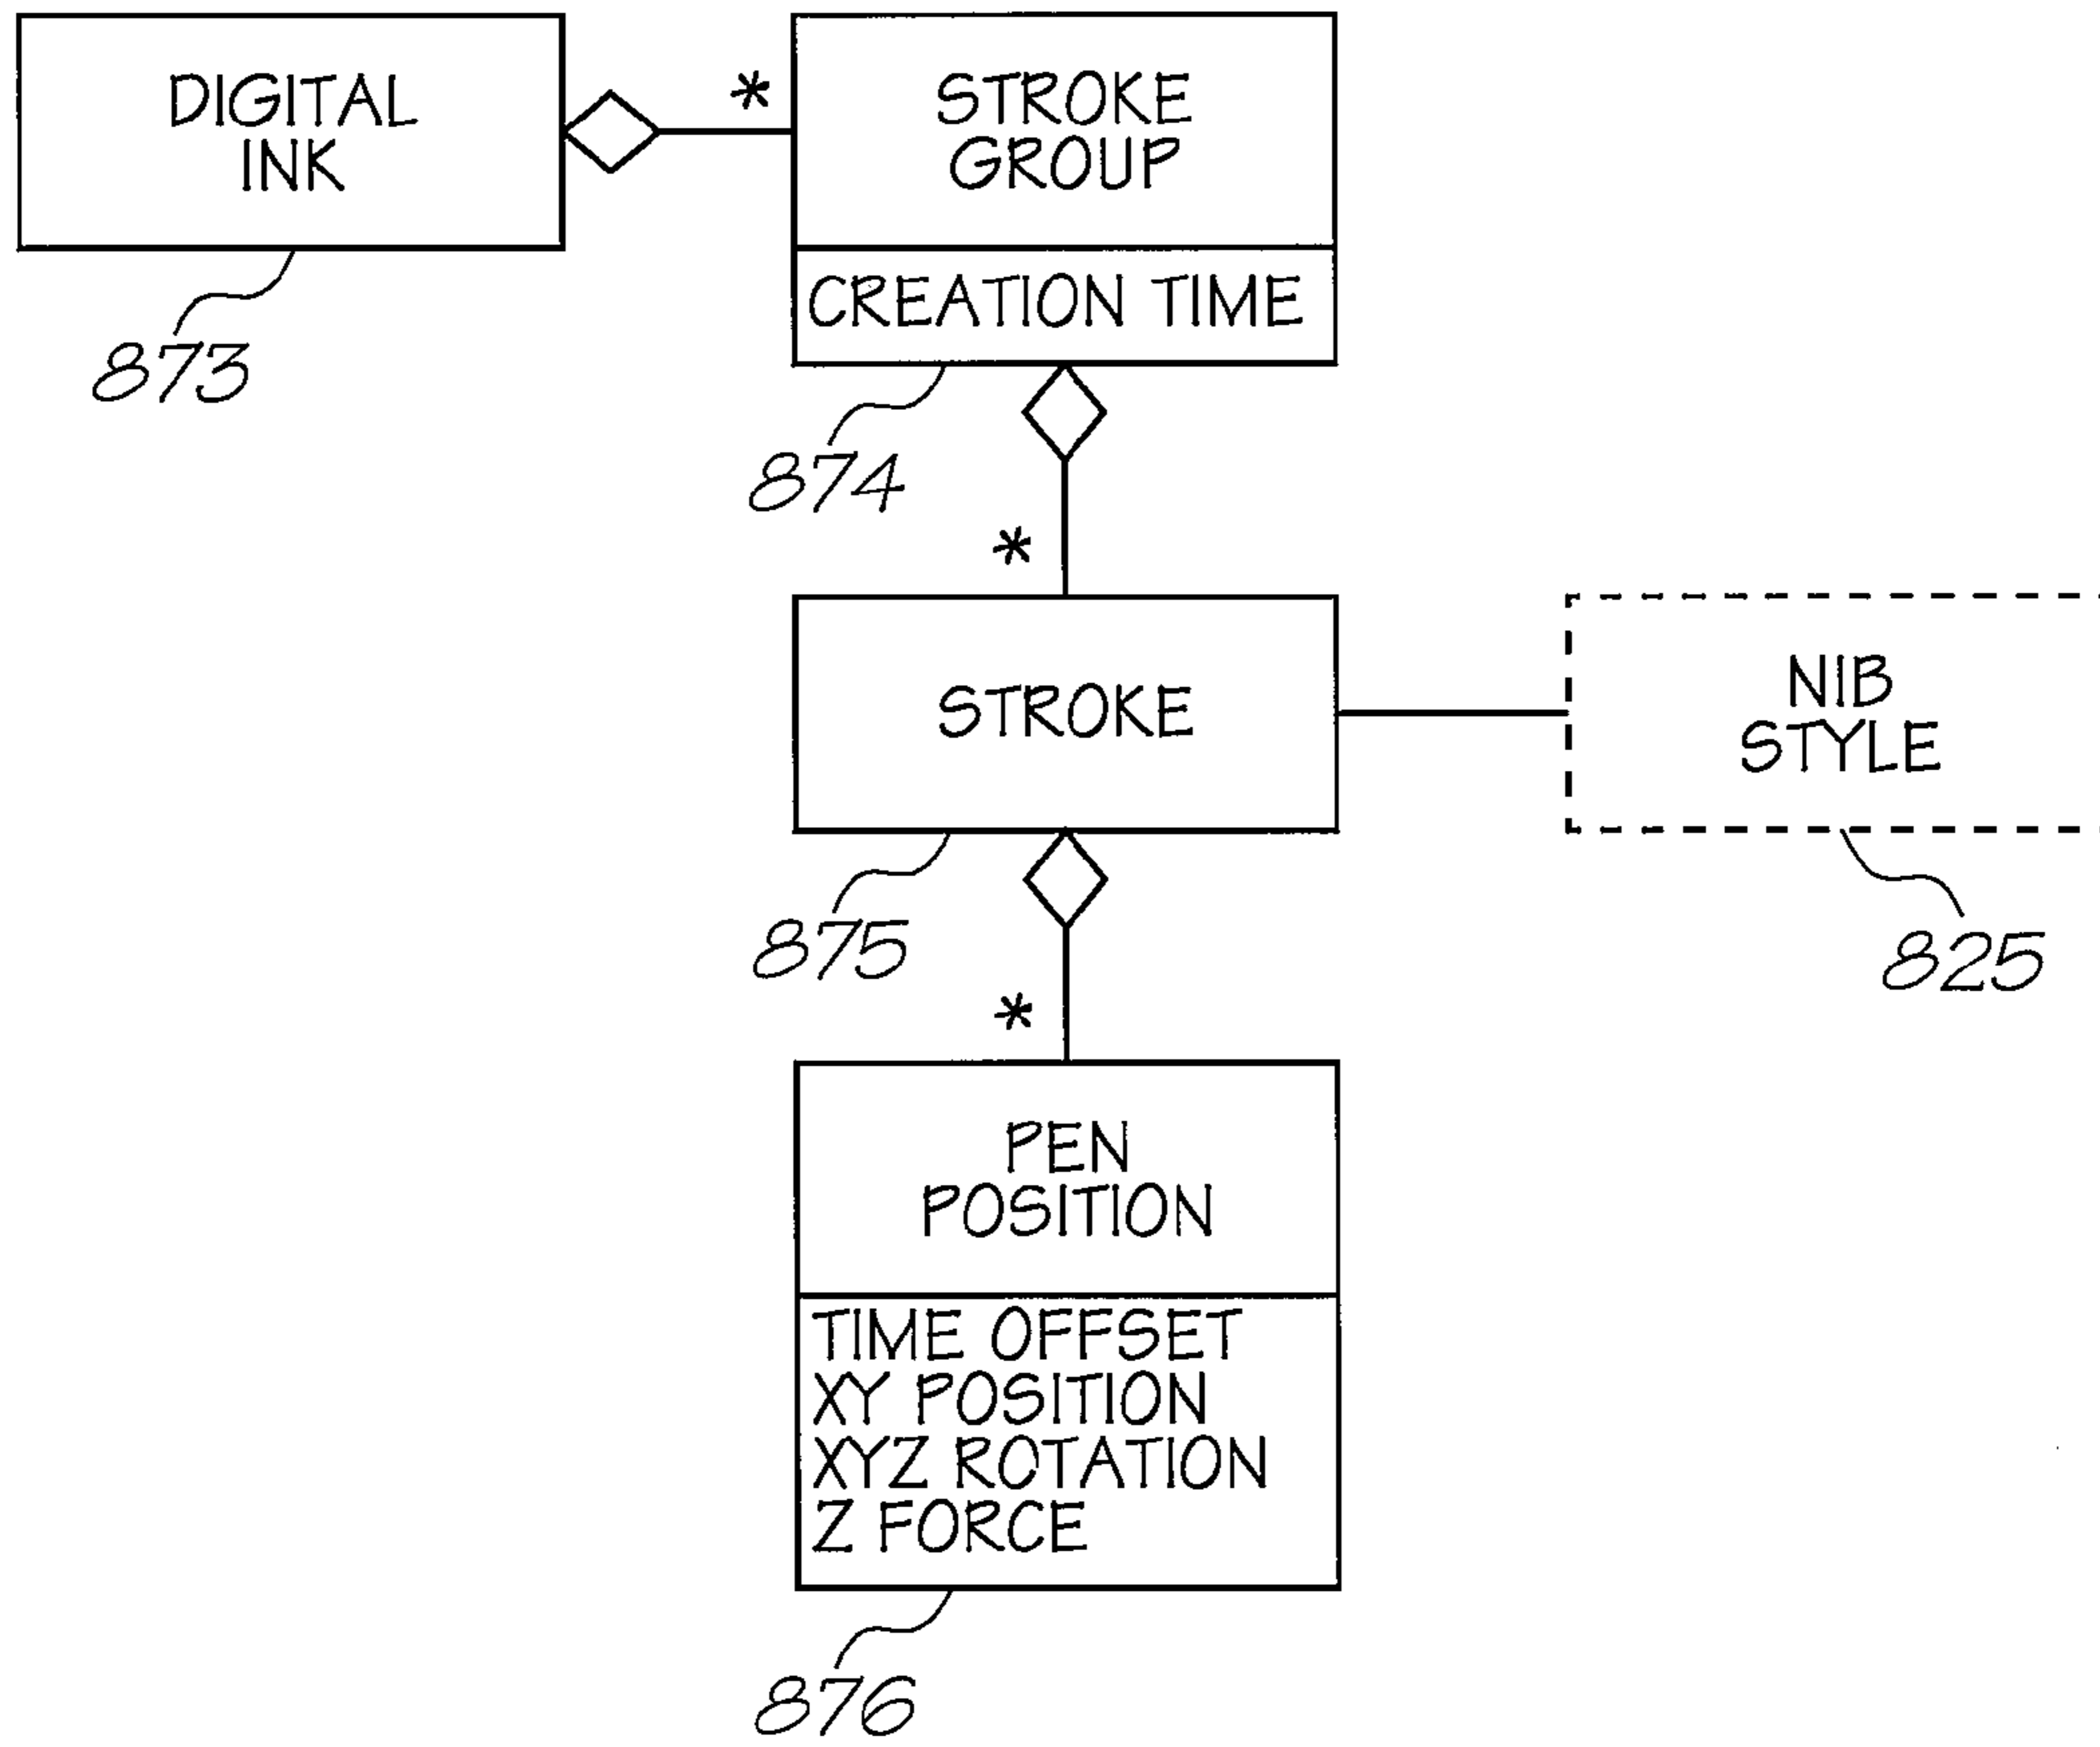 DIGITAL
INK
873
*
STROKE
GROUP
CREATION TIME
874
*
STROKE
875
NIB
STYLE
825
*
PEN
POSITION
TIME OFFSET
XY POSITION
XYZ ROTATION
Z FORCE
876